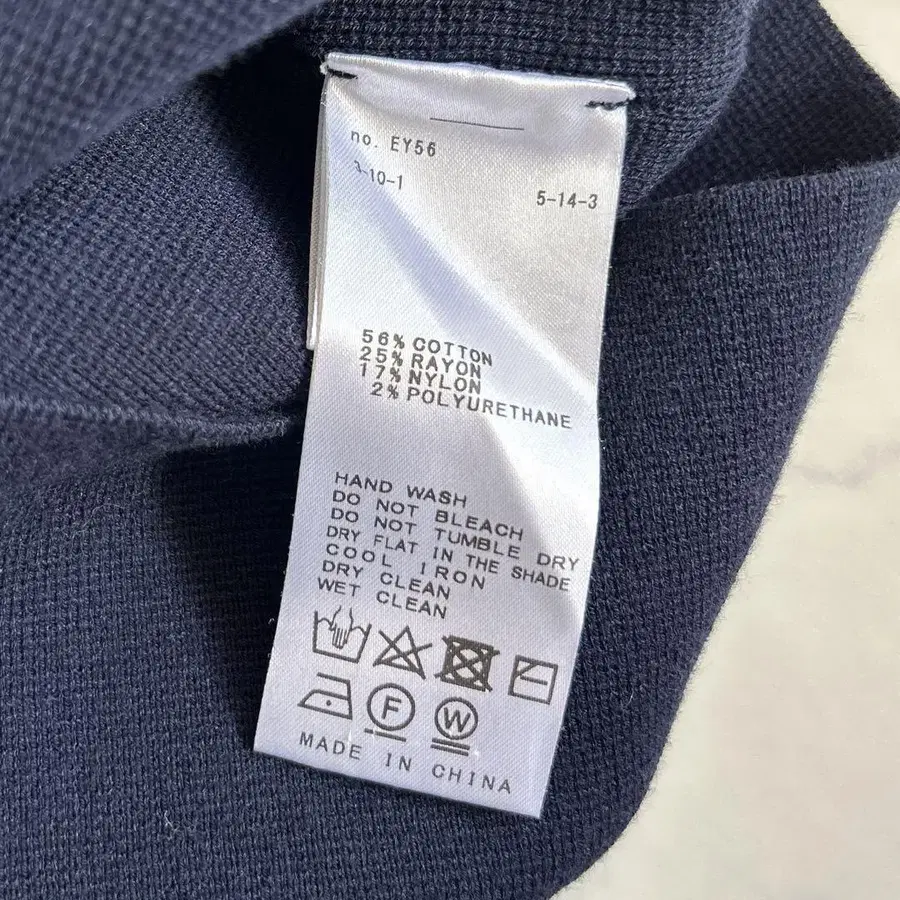 no. EY56
-10-1
5-14-3
56% COTTON
25% RAYON
17% NYLON
2% POLYURETHANE
HAND WASH
DO NOT BLEACH
DO NOT TUMBLE DRY
DRY FLAT IN THE SHADE
COOL IRON
DRY CLEAN
WET CLEAN
F
W
MADE IN CHINA